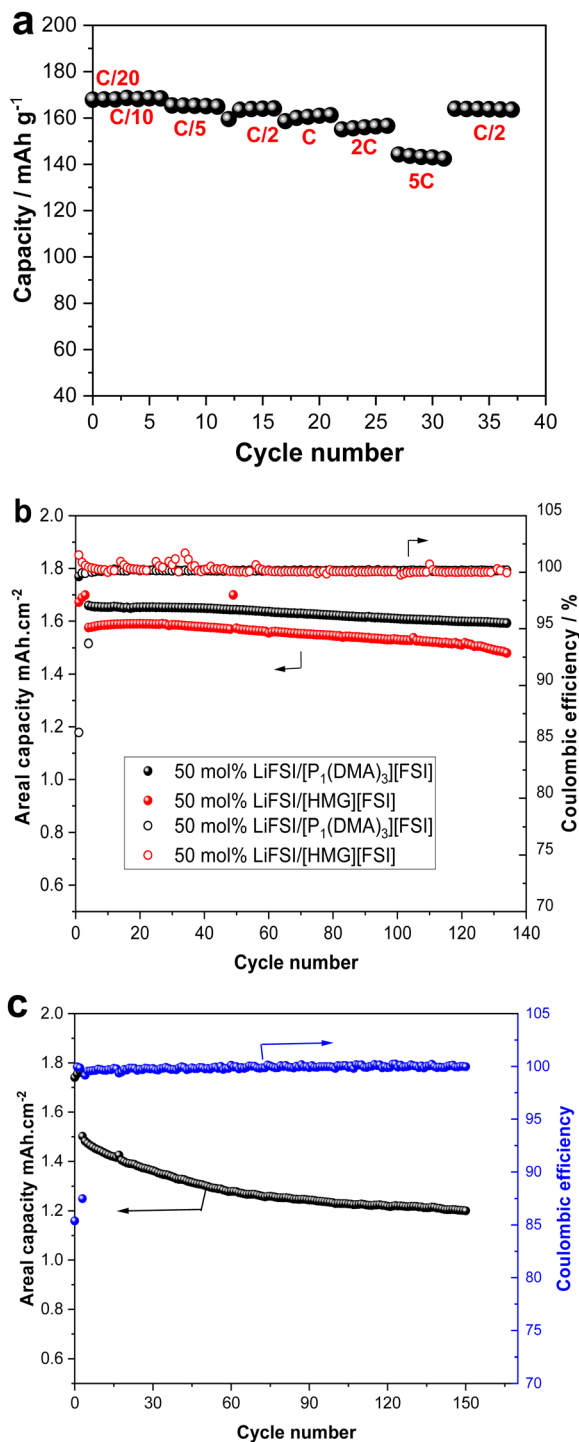 a
200
180
160
140
120
100
80
60
40
Capacity / mAh g⁻¹
C/20
C/10
C/5
C/2
C
2C
5C
C/2
0 5 10 15 20 25 30 35 40
Cycle number
b
2.0
1.8
1.6
1.4
1.2
1.0
0.8
0.6
Areal capacity mAh.cm⁻²
105
100
95
90
85
80
75
70
Coulombic efficiency / %
50 mol% LiFSI/[P₁(DMA)₃][FSI]
50 mol% LiFSI/[HMG][FSI]
50 mol% LiFSI/[P₁(DMA)₃][FSI]
50 mol% LiFSI/[HMG][FSI]
0 20 40 60 80 100 120 140
Cycle number
c
2.0
1.8
1.6
1.4
1.2
1.0
0.8
0.6
Areal capacity mAh.cm⁻²
105
100
95
90
85
80
75
70
Coulombic efficiency
0 30 60 90 120 150
Cycle number